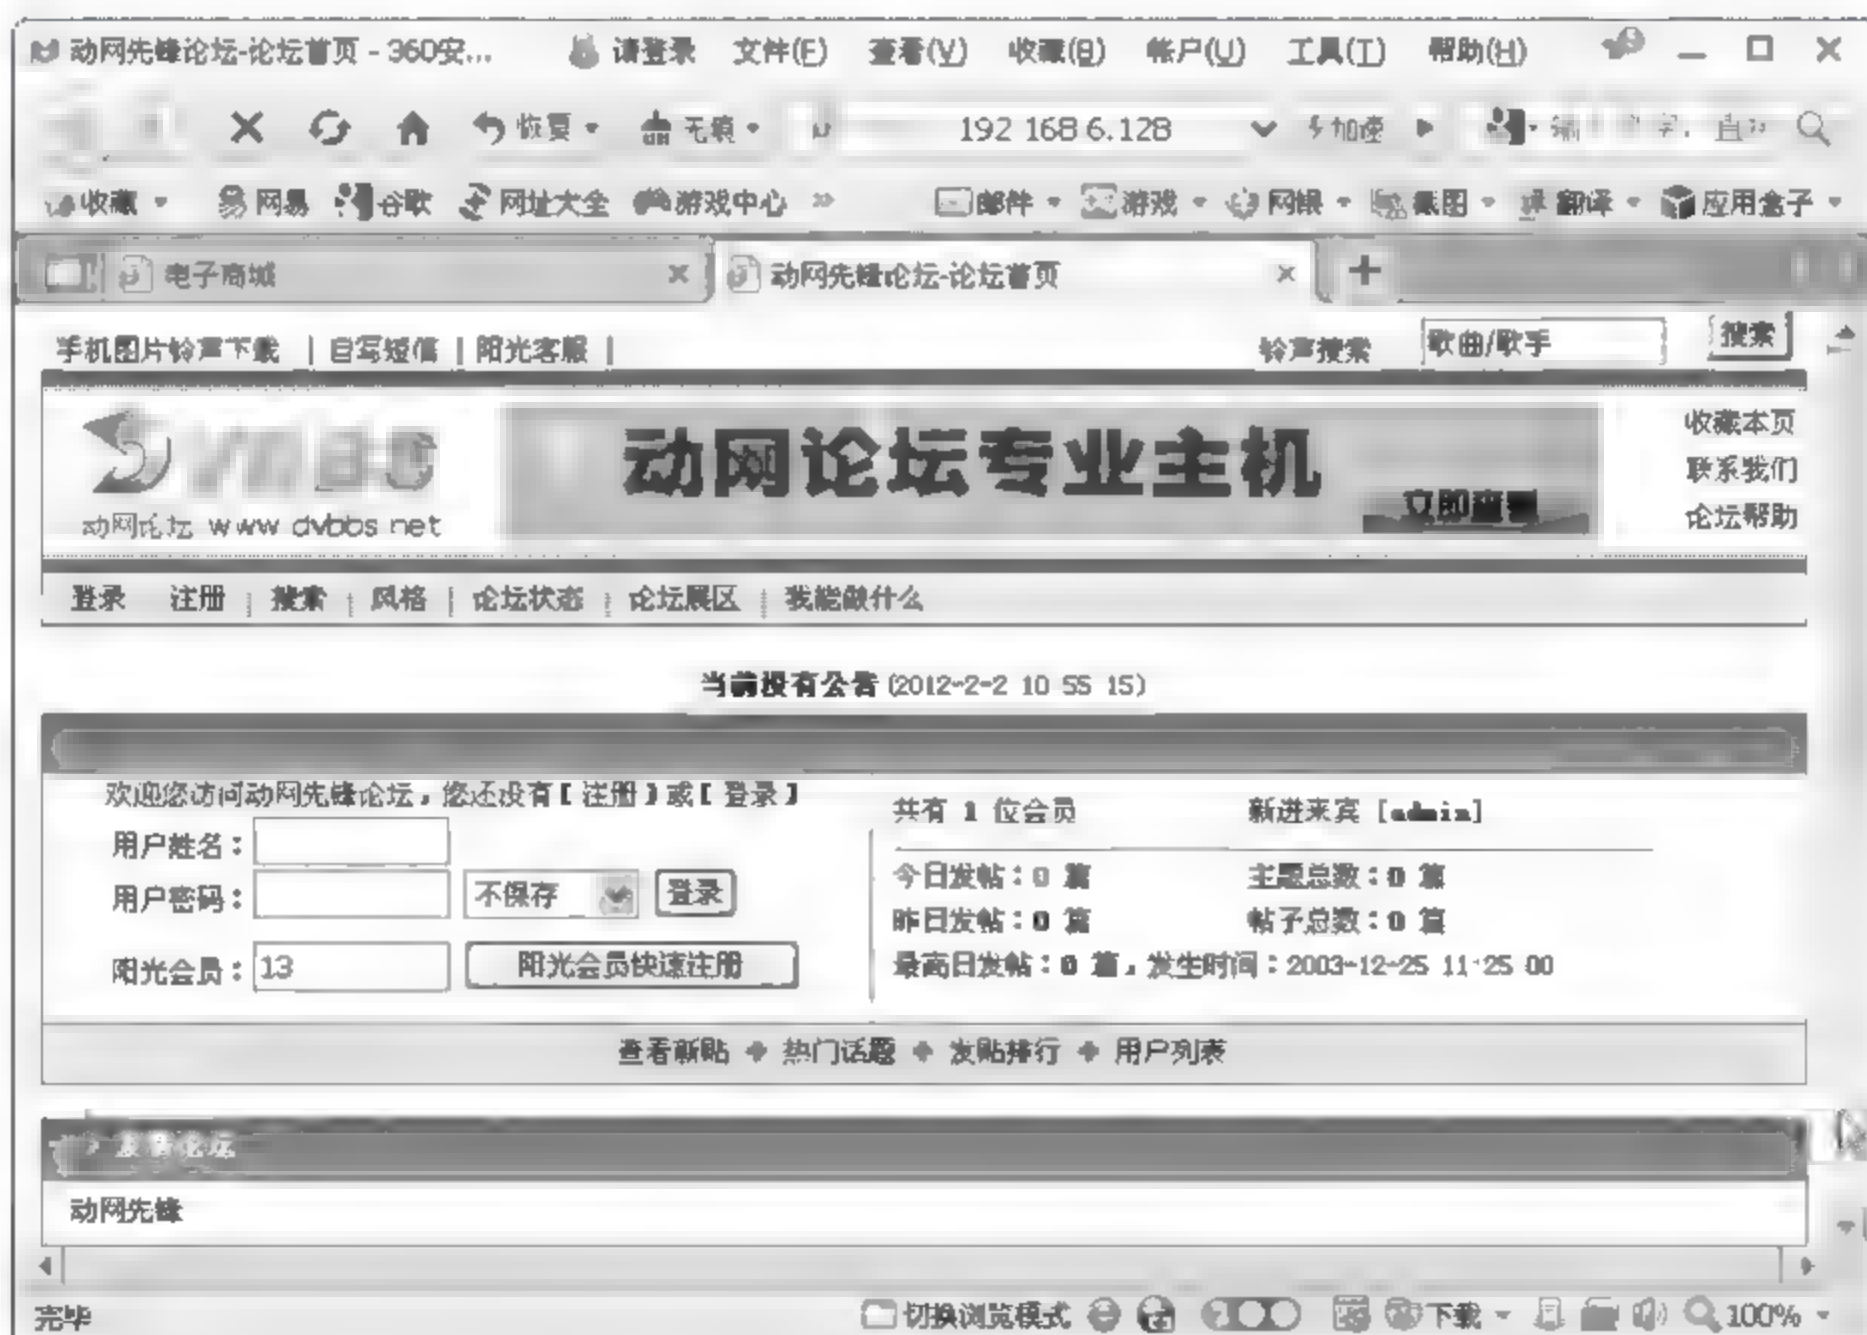 动网先锋论坛-论坛首页 - 360安... 请登录 文件(F) 查看(V) 收藏(B) 帐户(U) 工具(T) 帮助(H)
恢复 无痕 192 168 6.128 加速
收藏 网易 谷歌 网址大全 游戏中心 邮件 游戏 网银 截图 翻译 应用盒子
电子商城 动网先锋论坛-论坛首页
手机图片铃声下载 | 自写短信 | 阳光客服 | 铃声搜索 歌曲/歌手 搜索
动网论坛专业主机
立即查看
动网论坛 www dvbbs net
收藏本页
联系我们
论坛帮助
登录 注册 | 搜索 | 风格 | 论坛状态 | 论坛展区 | 我能做什么
当前没有公告 (2012-2-2 10 55 15)
欢迎您访问动网先锋论坛，您还没有【注册】或【登录】
用户姓名：
用户密码： 不保存 登录
阳光会员： 13 阳光会员快速注册
共有 1 位会员 新进来宾 [admin]
今日发帖：0 篇 主题总数：0 篇
昨日发帖：0 篇 帖子总数：0 篇
最高日发帖：0 篇，发生时间：2003-12-25 11:25 00
查看新贴 热门话题 发贴排行 用户列表
动网先锋
完毕 切换浏览模式 下载 100%